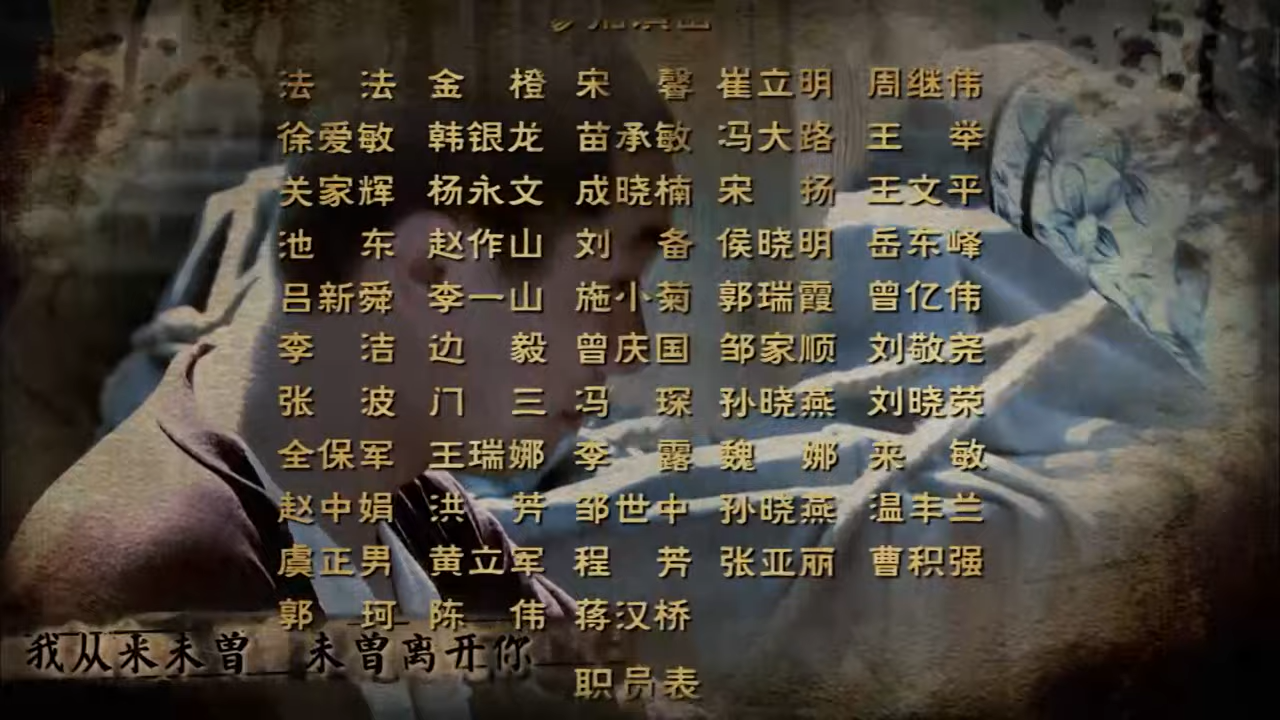 法 法 金 橙 宋 馨 崔立明 周继伟
徐爱敏 韩银龙 苗承敏 冯大路 王 举
关家辉 杨永文 成晓楠 宋 扬 王文平
池 东 赵作山 刘 备 侯晓明 岳东峰
吕新舜 李一山 施小菊 郭瑞霞 曾亿伟
李 洁 边 毅 曾庆国 邹家顺 刘敬尧
张 波 门 三 冯 琛 孙晓燕 刘晓荣
全保军 王瑞娜 李 露 魏 娜 来 敏
赵中娟 洪 芳 邹世中 孙晓燕 温丰兰
虞正男 黄立军 程 芳 张亚丽 曹积强
郭 珂 陈 伟 蒋汉桥
我从来未曾 未曾离开你
职员表